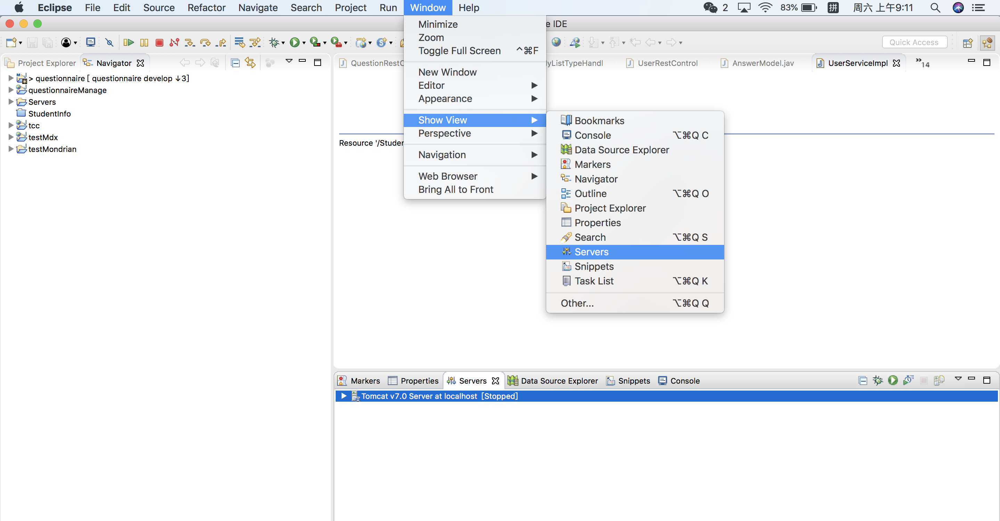 Eclipse File Edit Source Refactor Navigate Search Project Run Window Help 2 83% 拼 周六 上午9:11
e IDE
Quick Access
Project Explorer Navigator
> questionnaire [ questionnaire develop ↓3]
questionnaireManage
Servers
StudentInfo
tcc
testMdx
testMondrian
QuestionRestC yListTypeHandl UserRestControl AnswerModel.jav UserServiceImpl »14
Resource '/Studen
Minimize
Zoom
Toggle Full Screen ^⌘F
New Window
Editor
Appearance
Show View
Perspective
Navigation
Web Browser
Bring All to Front
Bookmarks
Console ⌥⌘Q C
Data Source Explorer
Markers
Navigator
Outline ⌥⌘Q O
Project Explorer
Properties
Search ⌥⌘Q S
Servers
Snippets
Task List ⌥⌘Q K
Other... ⌥⌘Q Q
Markers Properties Servers Data Source Explorer Snippets Console
Tomcat v7.0 Server at localhost [Stopped]